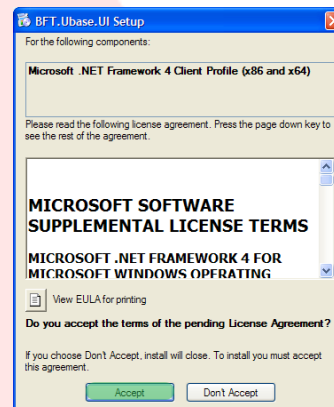 BFT.Ubase.UI Setup
For the following components:
Microsoft .NET Framework 4 Client Profile (x86 and x64)
Please read the following license agreement. Press the page down key to
see the rest of the agreement.
MICROSOFT SOFTWARE
SUPPLEMENTAL LICENSE TERMS
MICROSOFT .NET FRAMEWORK 4 FOR
MICROSOFT WINDOWS OPERATING
View EULA for printing
Do you accept the terms of the pending License Agreement?
If you choose Don't Accept, install will close. To install you must accept
this agreement.
Accept
Don't Accept